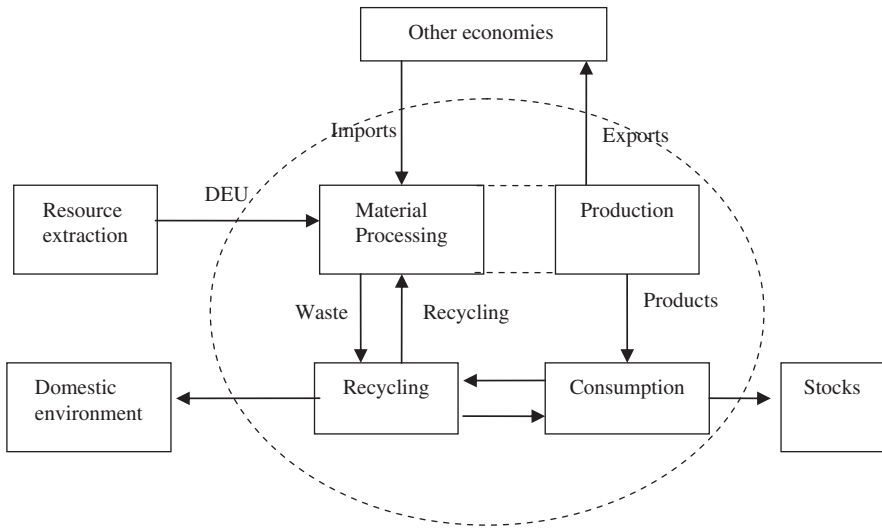 Other economies
Imports
Exports
DEU
Resource
extraction
Material
Processing
Production
Waste
Recycling
Products
Domestic
environment
Recycling
Consumption
Stocks